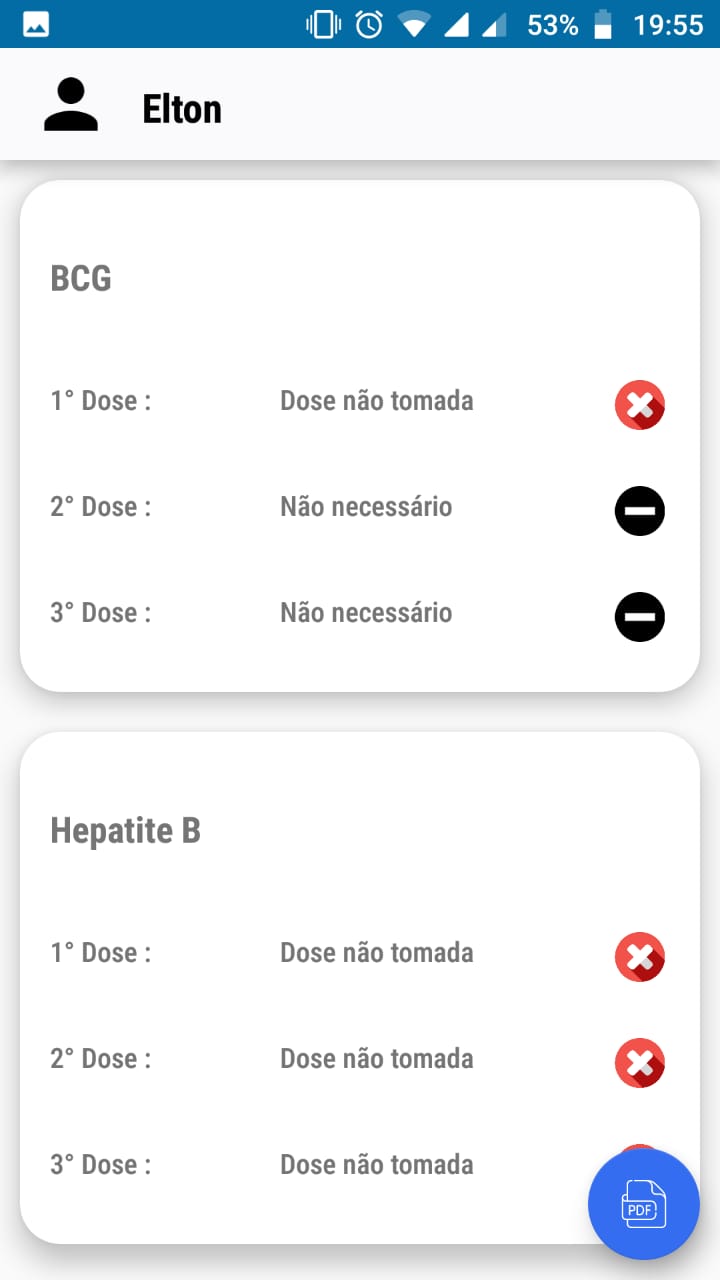 53% 19:55
Elton
BCG
1° Dose : Dose não tomada
2° Dose : Não necessário
3° Dose : Não necessário
Hepatite B
1° Dose : Dose não tomada
2° Dose : Dose não tomada
3° Dose : Dose não tomada
PDF